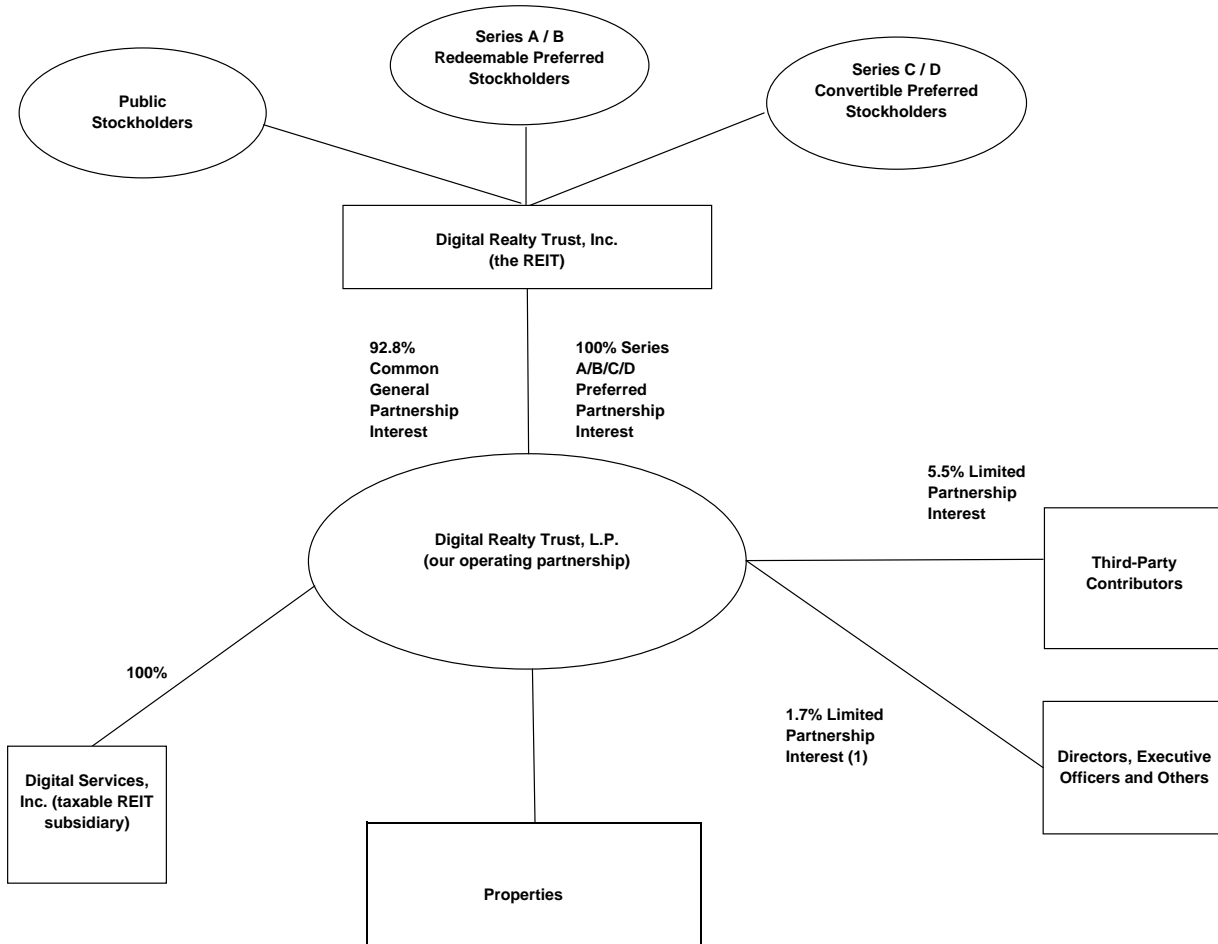 Series A / B
Redeemable Preferred
Stockholders
Public
Stockholders
Series C / D
Convertible Preferred
Stockholders
Digital Realty Trust, Inc.
(the REIT)
92.8%
Common
General
Partnership
Interest
100% Series
A/B/C/D
Preferred
Partnership
Interest
Digital Realty Trust, L.P.
(our operating partnership)
5.5% Limited
Partnership
Interest
Third-Party
Contributors
100%
1.7% Limited
Partnership
Interest (1)
Directors, Executive
Officers and Others
Digital Services,
Inc. (taxable REIT
subsidiary)
Properties